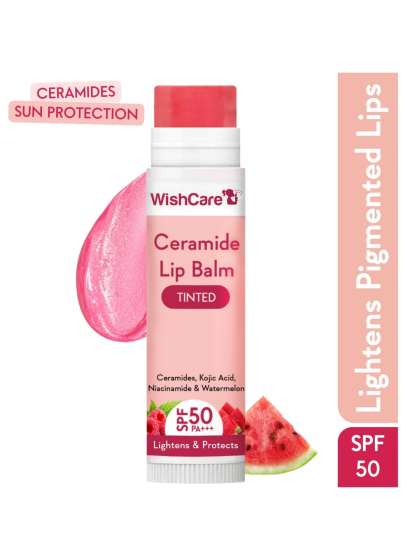 CERAMIDES
SUN PROTECTION
WishCare
Ceramide
Lip Balm
TINTED
Ceramides, Kojic Acid,
Niacinamide & Watermelon
SPF 50
PA+++
Lightens & Protects
Lightens Pigmented Lips
SPF
50